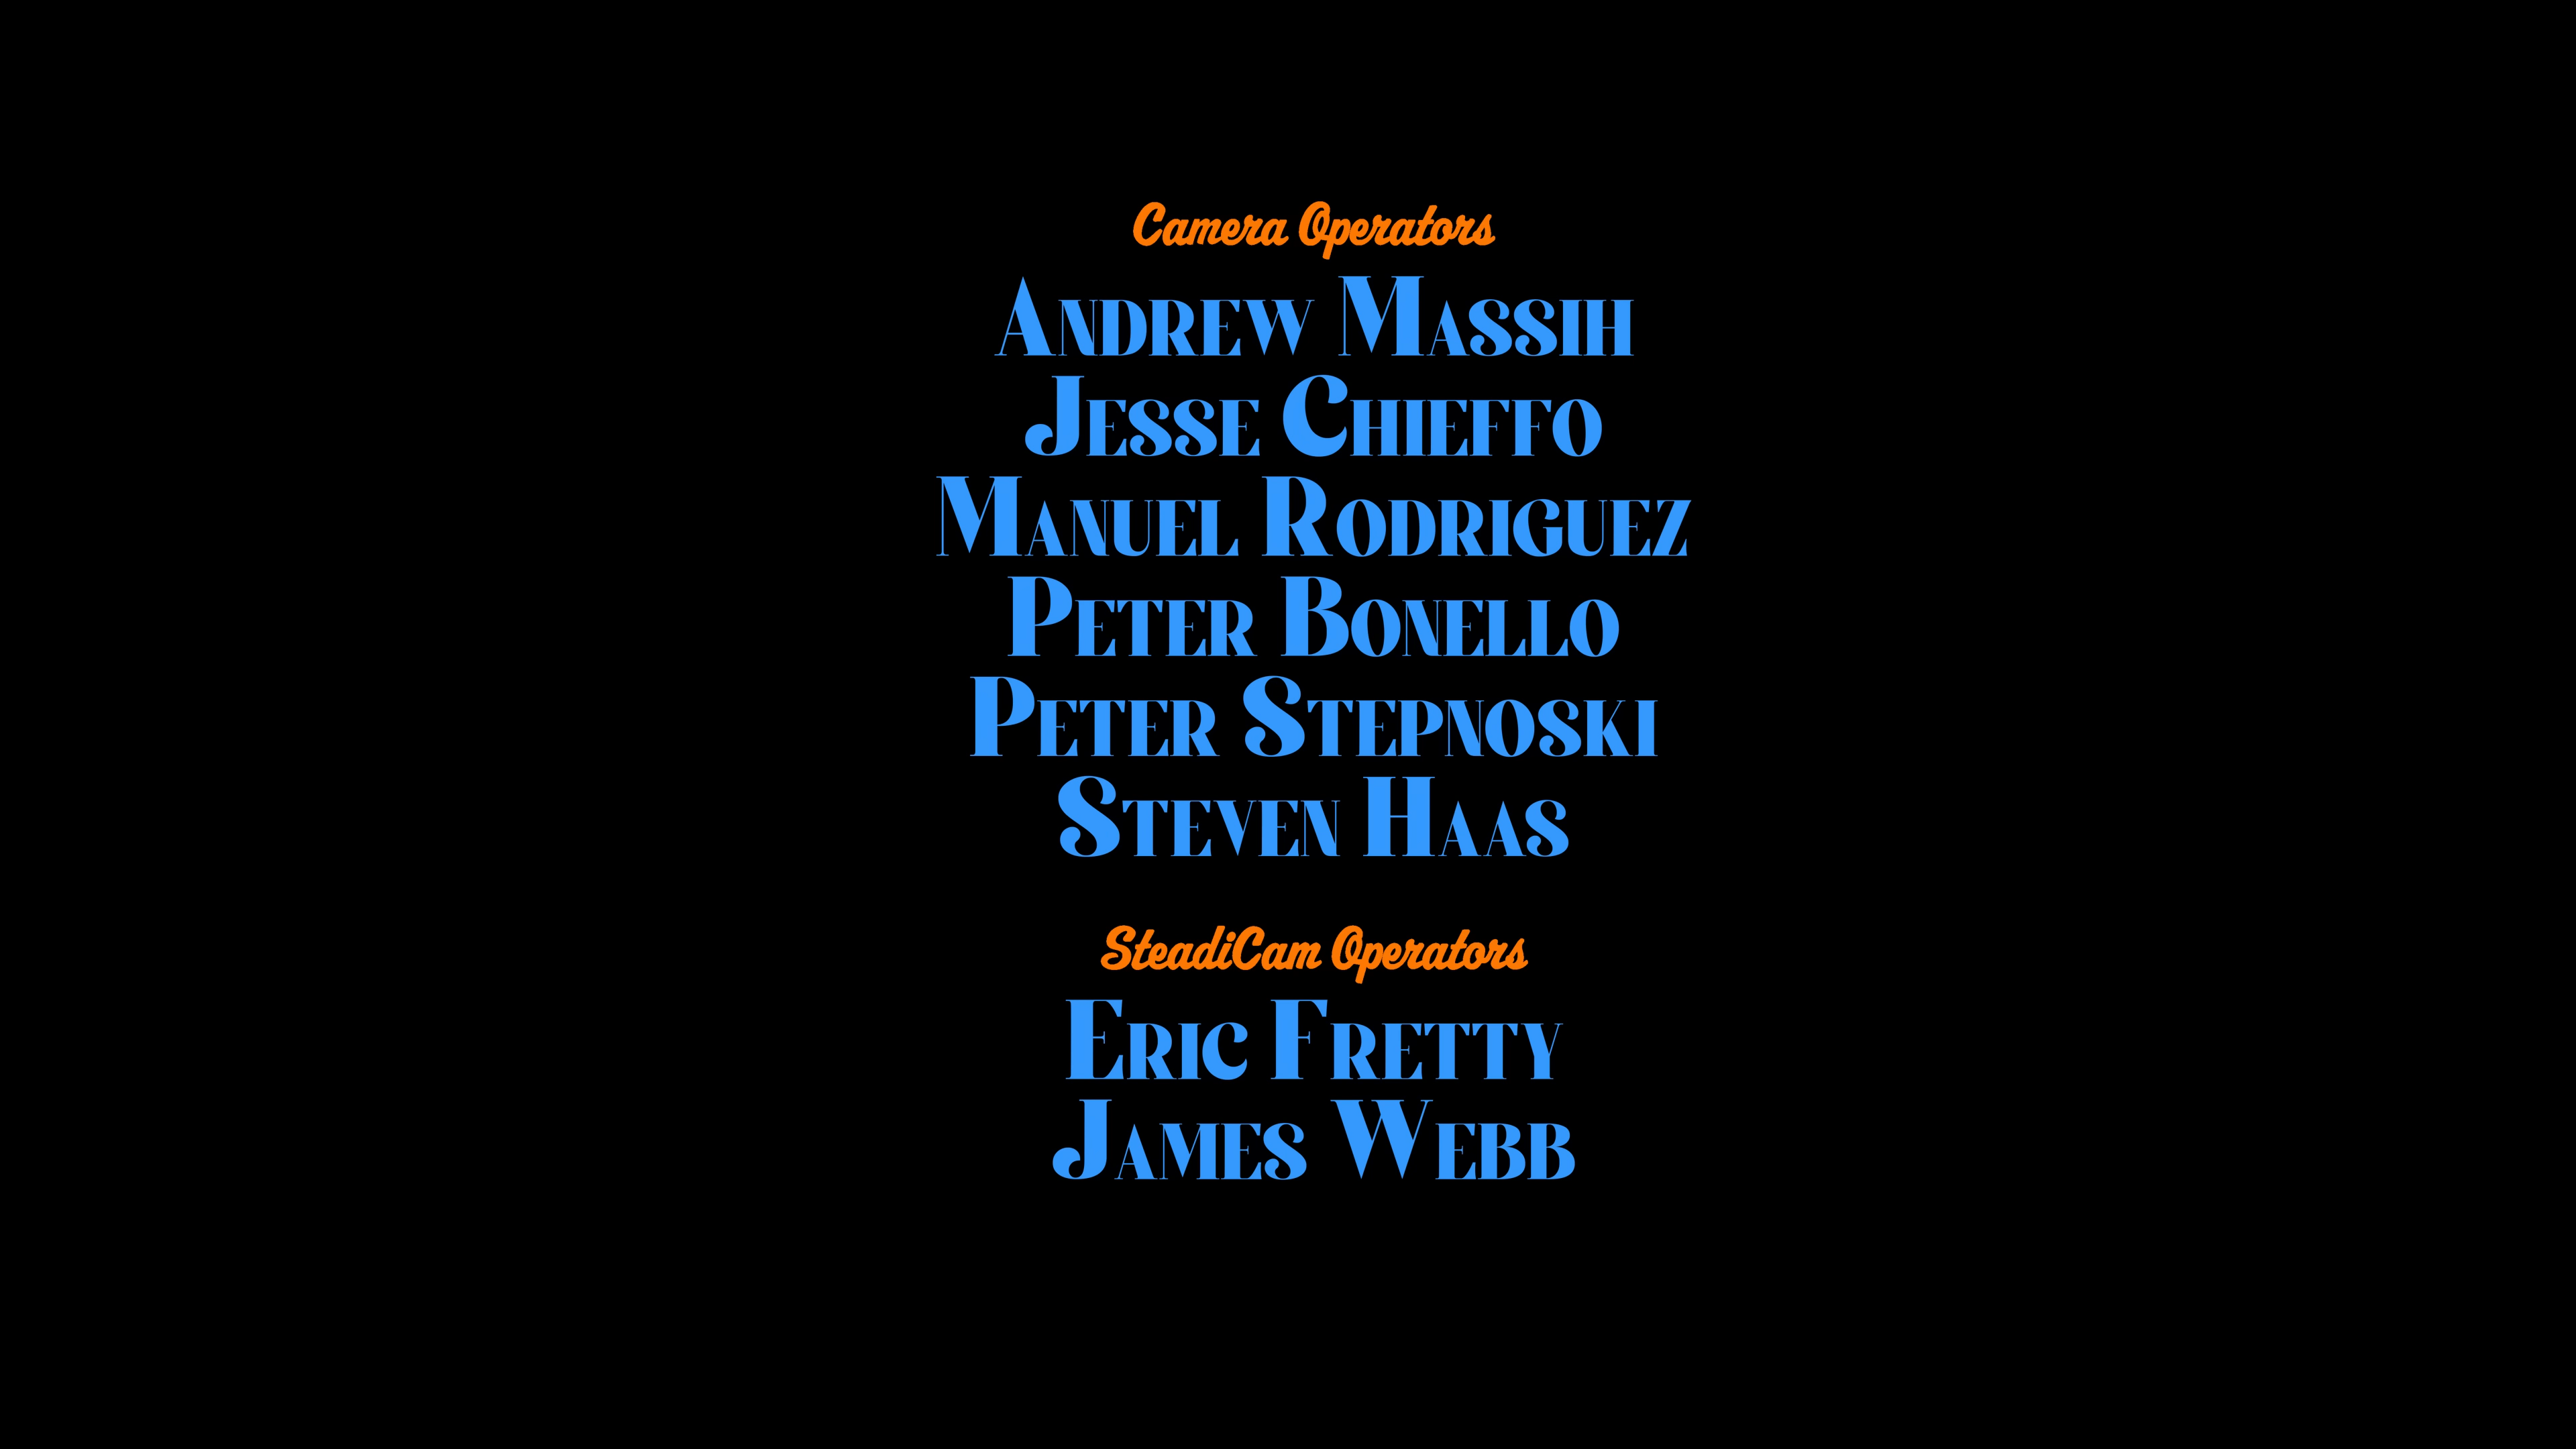 Camera Operators
Andrew Massih
Jesse Chieffo
Manuel Rodriguez
Peter Bonello
Peter Stepnoski
Steven Haas
SteadiCam Operators
Eric Fretty
James Webb